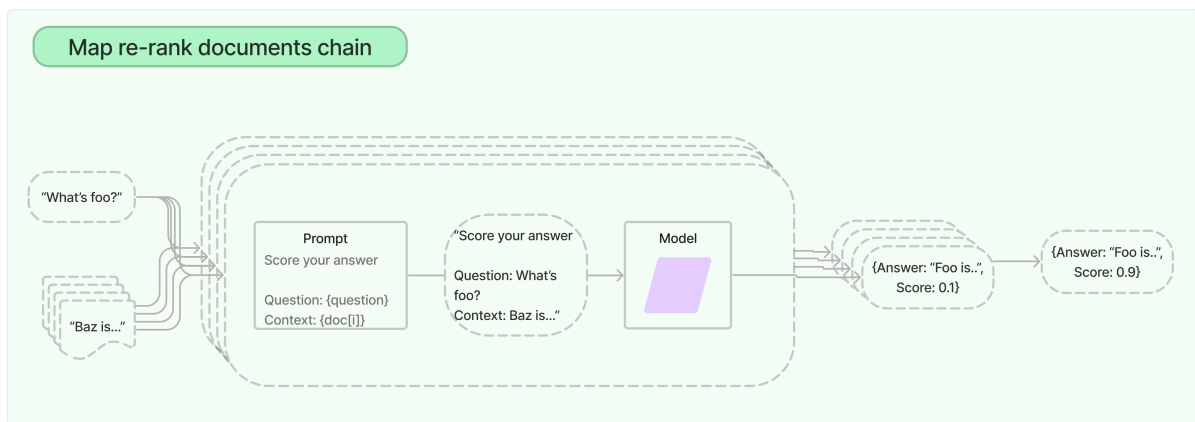 Map re-rank documents chain
“What’s foo?”
“Baz is...”
Prompt
Score your answer
Question: {question}
Context: {doc[i]}
“Score your answer
Question: What’s
foo?
Context: Baz is...”
Model
{Answer: “Foo is..”,
Score: 0.1}
{Answer: “Foo is..”,
Score: 0.9}